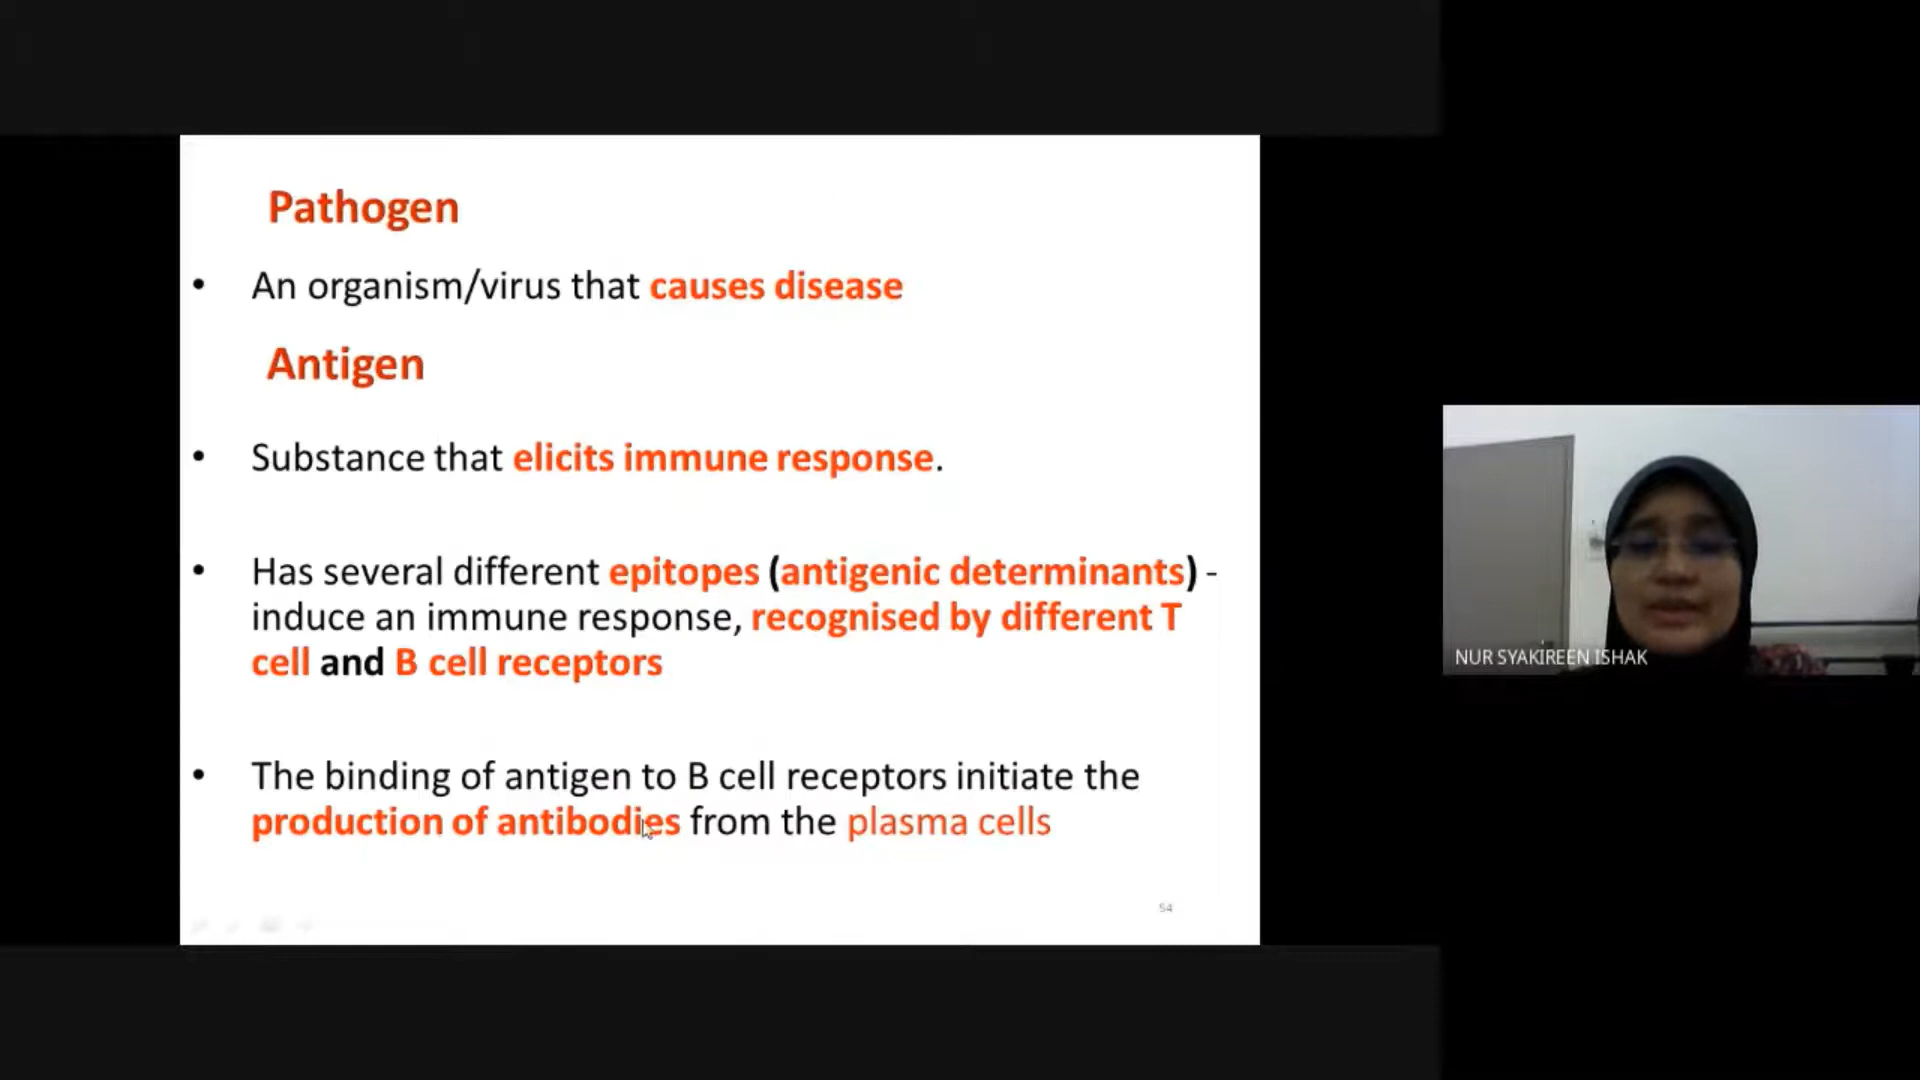 Pathogen
• An organism/virus that causes disease
Antigen
• Substance that elicits immune response.
• Has several different epitopes (antigenic determinants) -
induce an immune response, recognised by different T
cell and B cell receptors
• The binding of antigen to B cell receptors initiate the
production of antibodies from the plasma cells
54
NUR SYAKIREEN ISHAK